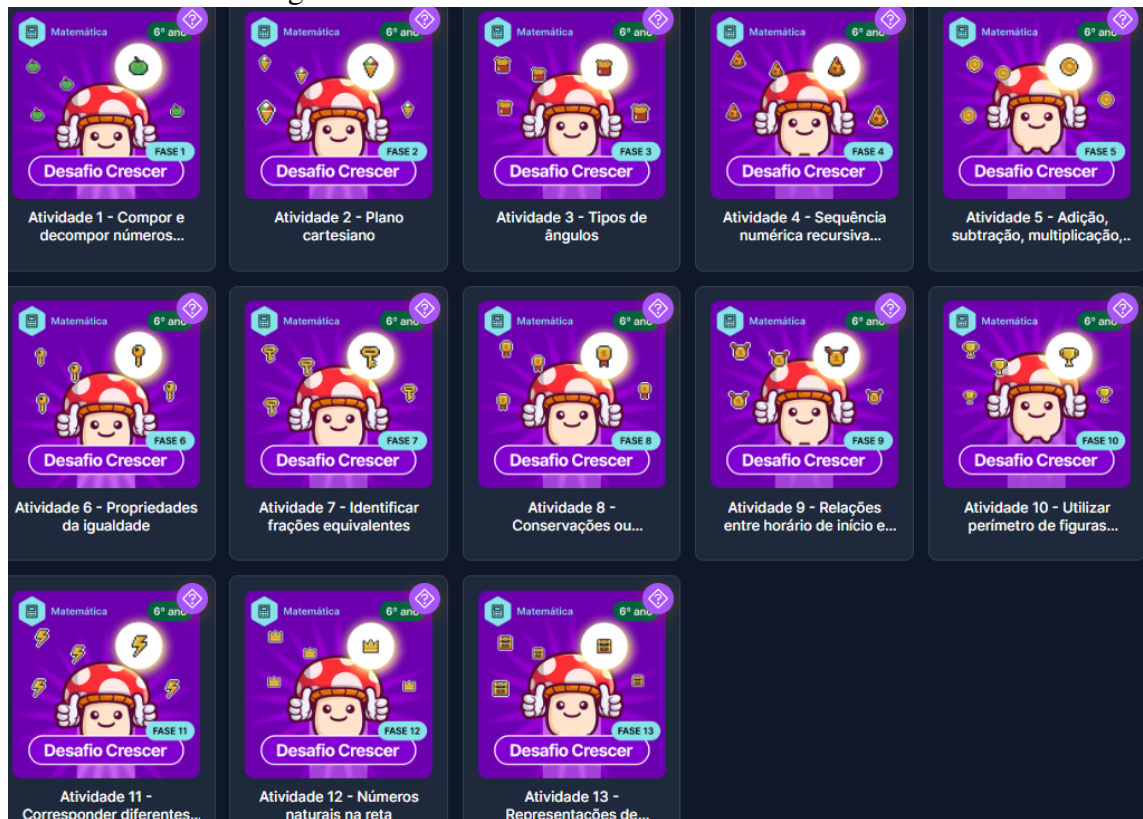 Matemática
6º ano
FASE 1
Desafio Crescer
Atividade 1 - Compor e
decompor números...
Matemática
6º ano
FASE 2
Desafio Crescer
Atividade 2 - Plano
cartesiano
Matemática
6º ano
FASE 3
Desafio Crescer
Atividade 3 - Tipos de
ângulos
Matemática
6º ano
FASE 4
Desafio Crescer
Atividade 4 - Sequência
numérica recursiva...
Matemática
6º ano
FASE 5
Desafio Crescer
Atividade 5 - Adição,
subtração, multiplicação,..
Matemática
6º ano
FASE 6
Desafio Crescer
Atividade 6 - Propriedades
da igualdade
Matemática
6º ano
FASE 7
Desafio Crescer
Atividade 7 - Identificar
frações equivalentes
Matemática
6º ano
FASE 8
Desafio Crescer
Atividade 8 -
Conservações ou...
Matemática
6º ano
FASE 9
Desafio Crescer
Atividade 9 - Relações
entre horário de início e...
Matemática
6º ano
FASE 10
Desafio Crescer
Atividade 10 - Utilizar
perímetro de figuras...
Matemática
6º ano
FASE 11
Desafio Crescer
Atividade 11 -
Corresponder diferentes...
Matemática
6º ano
FASE 12
Desafio Crescer
Atividade 12 - Números
naturais na reta
Matemática
6º ano
FASE 13
Desafio Crescer
Atividade 13 -
Representações de...